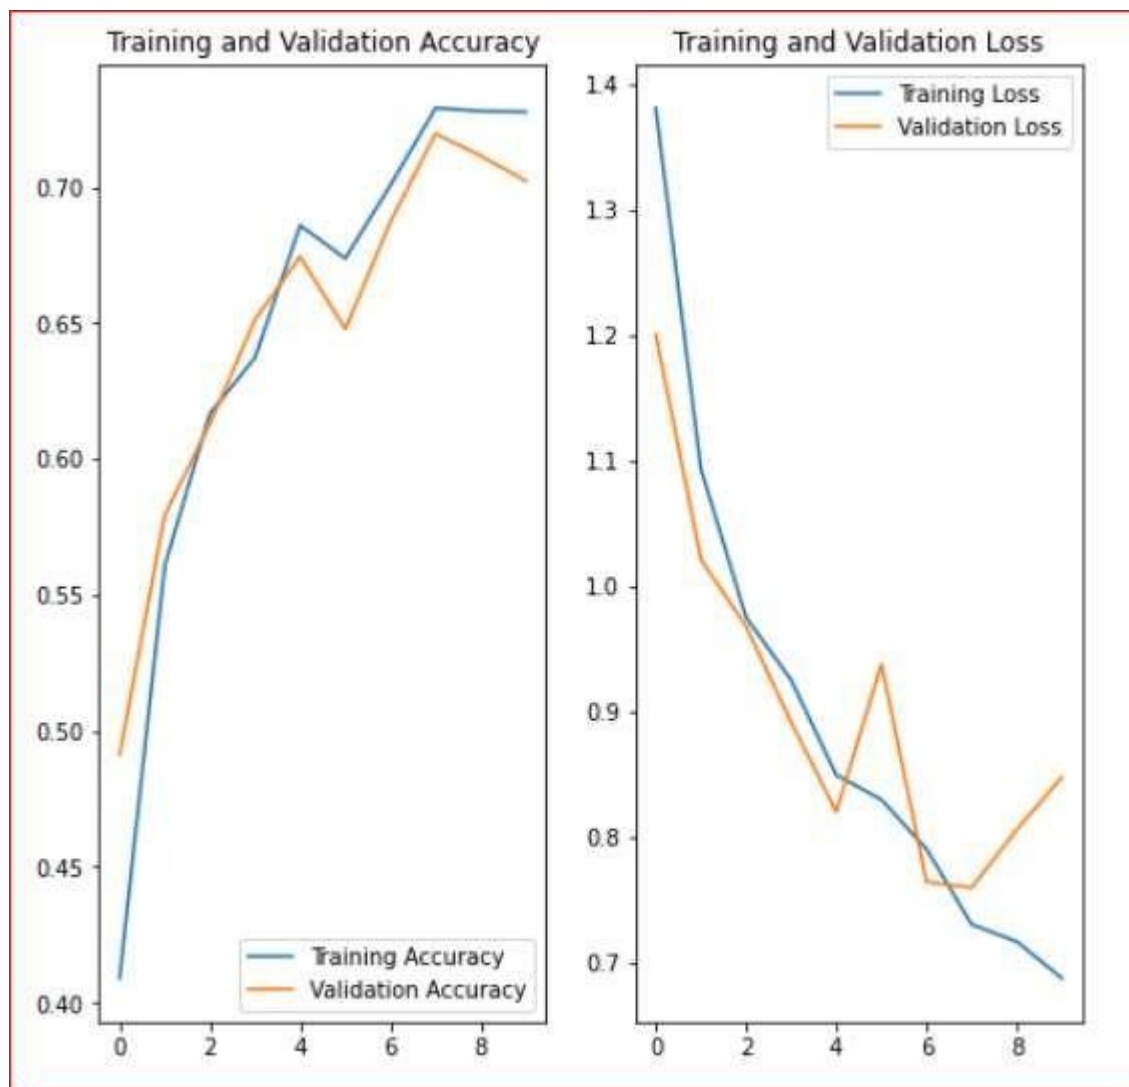 Training and Validation Accuracy
0.70
0.65
0.60
0.55
0.50
0.45
0.40
Training Accuracy
Validation Accuracy
0 2 4 6 8
Training and Validation Loss
1.4
1.3
1.2
1.1
1.0
0.9
0.8
0.7
Training Loss
Validation Loss
0 2 4 6 8